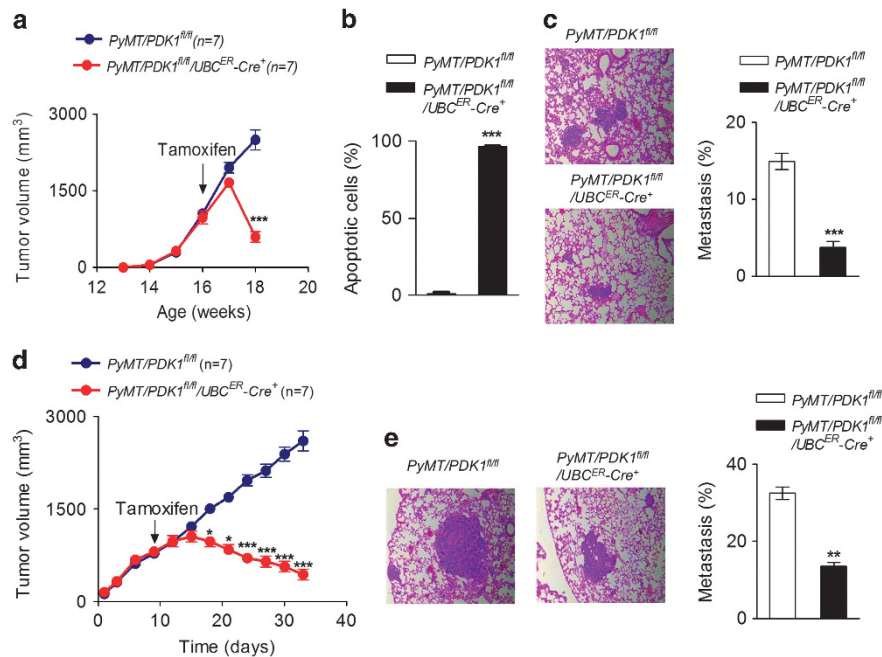 a
PyMT/PDK1fl/fl (n=7)
PyMT/PDK1fl/fl/UBCER-Cre+ (n=7)
3000
1500
0
Tumor volume (mm3)
Tamoxifen
***
12 14 16 18 20
Age (weeks)
b
PyMT/PDK1fl/fl
PyMT/PDK1fl/fl
/UBCER-Cre+
100
50
0
Apoptotic cells (%)
***
c
PyMT/PDK1fl/fl
PyMT/PDK1fl/fl
/UBCER-Cre+
PyMT/PDK1fl/fl
PyMT/PDK1fl/fl
/UBCER-Cre+
20
10
0
Metastasis (%)
***
d
PyMT/PDK1fl/fl (n=7)
PyMT/PDK1fl/fl/UBCER-Cre+ (n=7)
3000
1500
0
Tumor volume (mm3)
Tamoxifen
* * *** *** *** ***
0 10 20 30 40
Time (days)
e
PyMT/PDK1fl/fl
PyMT/PDK1fl/fl
/UBCER-Cre+
PyMT/PDK1fl/fl
PyMT/PDK1fl/fl
/UBCER-Cre+
40
20
0
Metastasis (%)
**